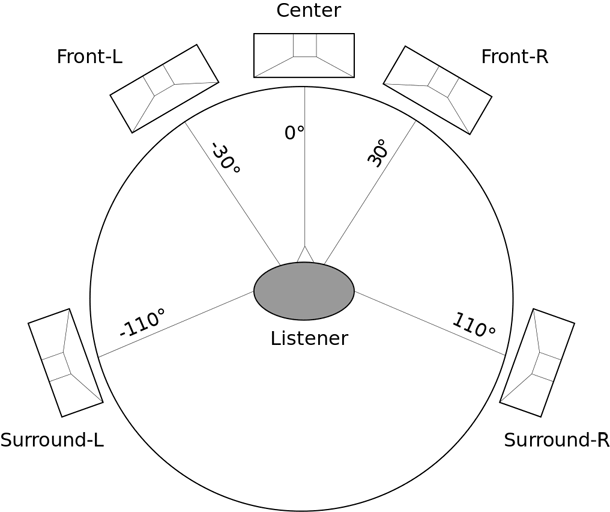 Center
Front-L
Front-R
-30°
0°
30°
-110°
110°
Listener
Surround-L
Surround-R